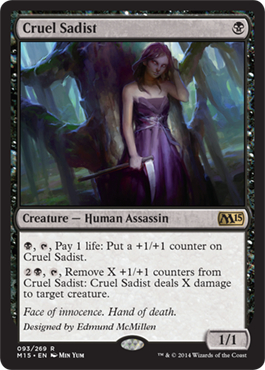 Cruel Sadist
Creature — Human Assassin
M15
, , Pay 1 life: Put a +1/+1 counter on
Cruel Sadist.
2, , Remove X +1/+1 counters from
Cruel Sadist: Cruel Sadist deals X damage
to target creature.
Face of innocence. Hand of death.
Designed by Edmund McMillen
1/1
093/269 R
M15 • EN MIN YUM
™ & © 2014 Wizards of the Coast